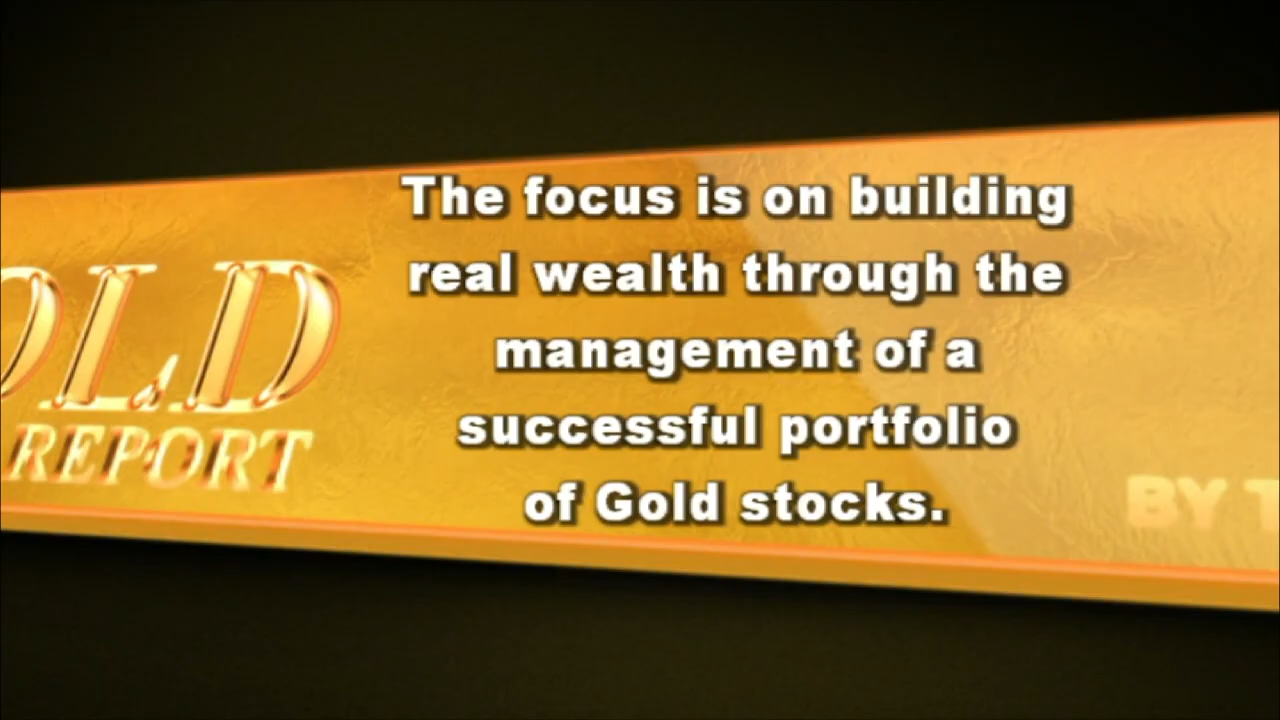 The focus is on building
real wealth through the
management of a
successful portfolio
of Gold stocks.
OLD
REPORT
BY T